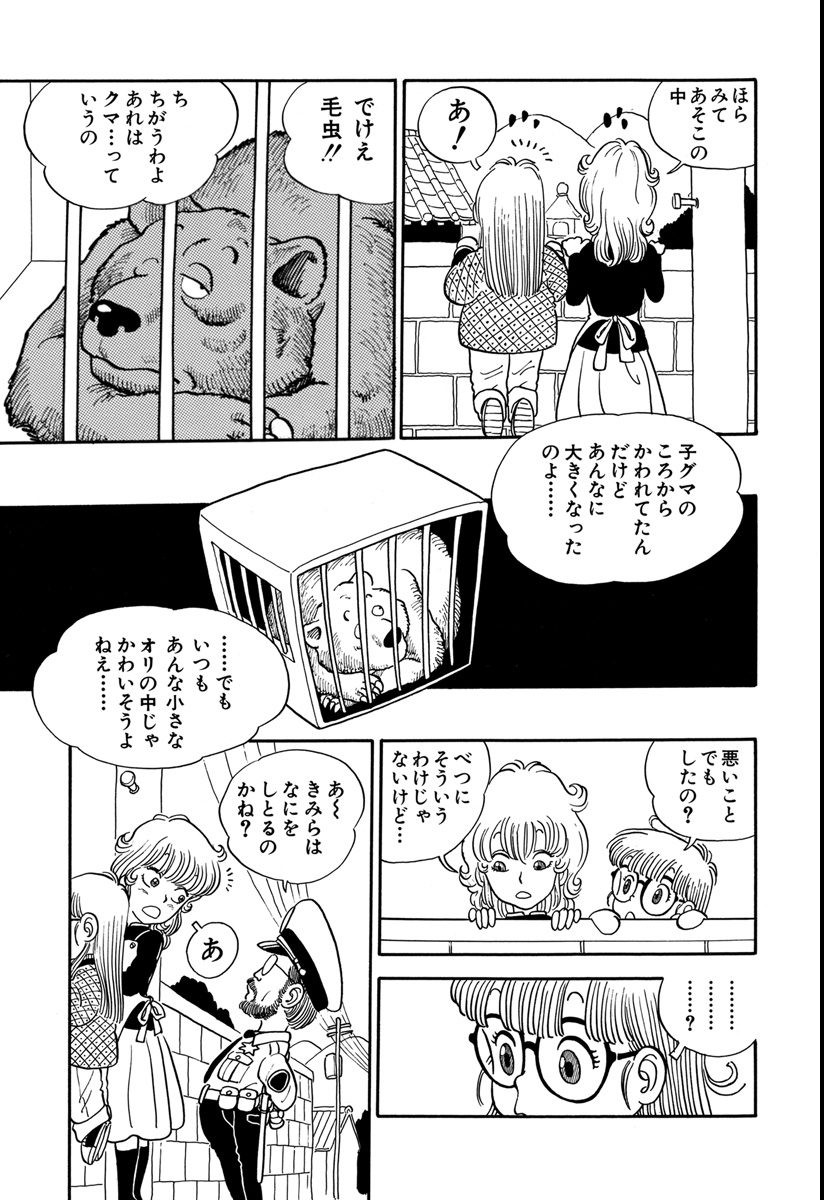 ほら
みて
あそこの
中
あ！
でけえ
毛虫!!
ち
ちがうわよ
あれは
クマ…って
いうの
子グマの
ころから
かわれてたん
だけど
あんなに
大きくなった
のよ……
……でも
いつも
あんな小さな
オリの中じゃ
かわいそうよ
ねえ……
悪いこと
でも
したの？
べつに
そういう
わけじゃ
ないけど…
………
……？
あ〜
きみらは
なにを
しとるの
かね？
あ